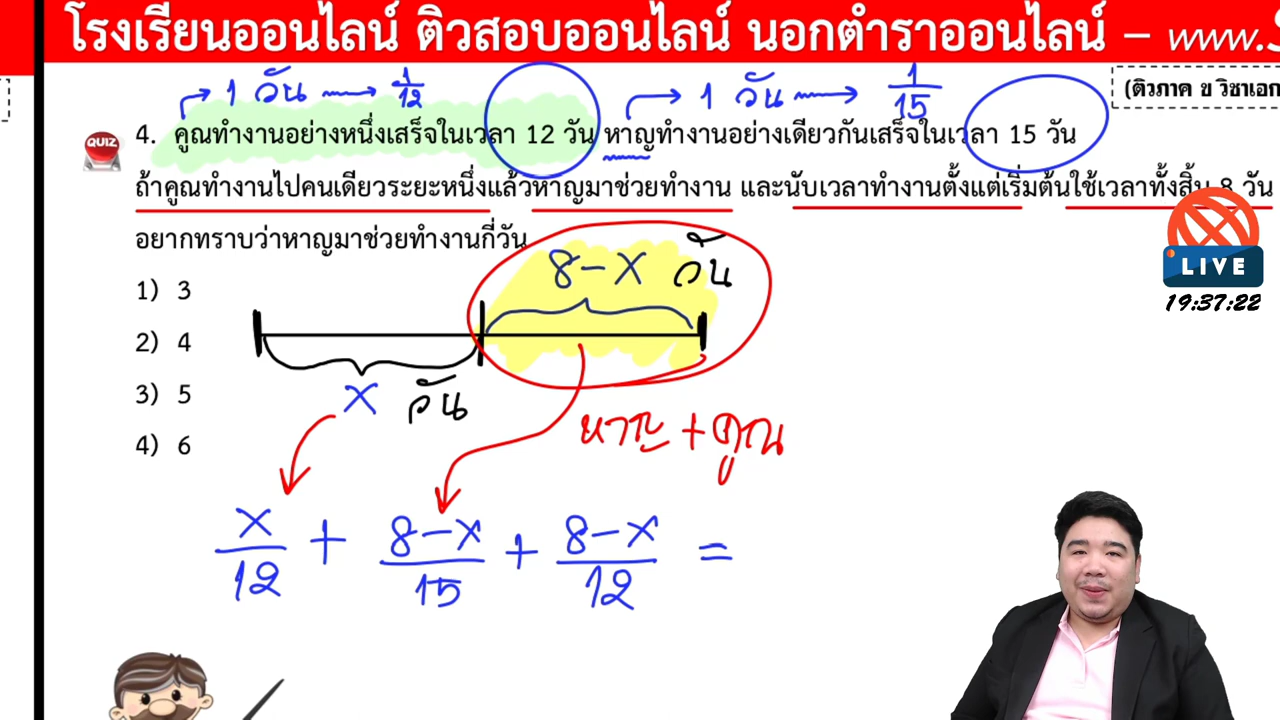 โรงเรียนออนไลน์ ติวสอบออนไลน์ นอกตำราออนไลน์ – www.S
1 วัน 1/12 1 วัน 1/15
(ติวภาค ข วิชาเอก
QUIZ
4. คูณทำงานอย่างหนึ่งเสร็จในเวลา 12 วัน หาญทำงานอย่างเดียวกันเสร็จในเวลา 15 วัน
ถ้าคูณทำงานไปคนเดียวระยะหนึ่งแล้วหาญมาช่วยทำงาน และนับเวลาทำงานตั้งแต่เริ่มต้นใช้เวลาทั้งสิ้น 8 วัน
อยากทราบว่าหาญมาช่วยทำงานกี่วัน
8-x วัน
LIVE
19:37:22
1) 3
2) 4
3) 5
4) 6
x วัน
หาญ + คูณ
x/12 + 8-x/15 + 8-x/12 =